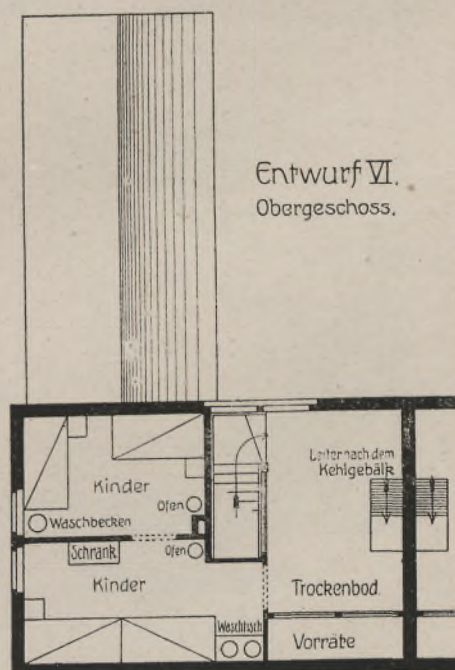 Entwurf VI.
Obergeschoss.
Leiter nach dem
Kehlgebälk
Kinder
Ofen
Waschbecken
Schrank
Ofen
Kinder
Trockenbod.
Waschtisch
Vorräte